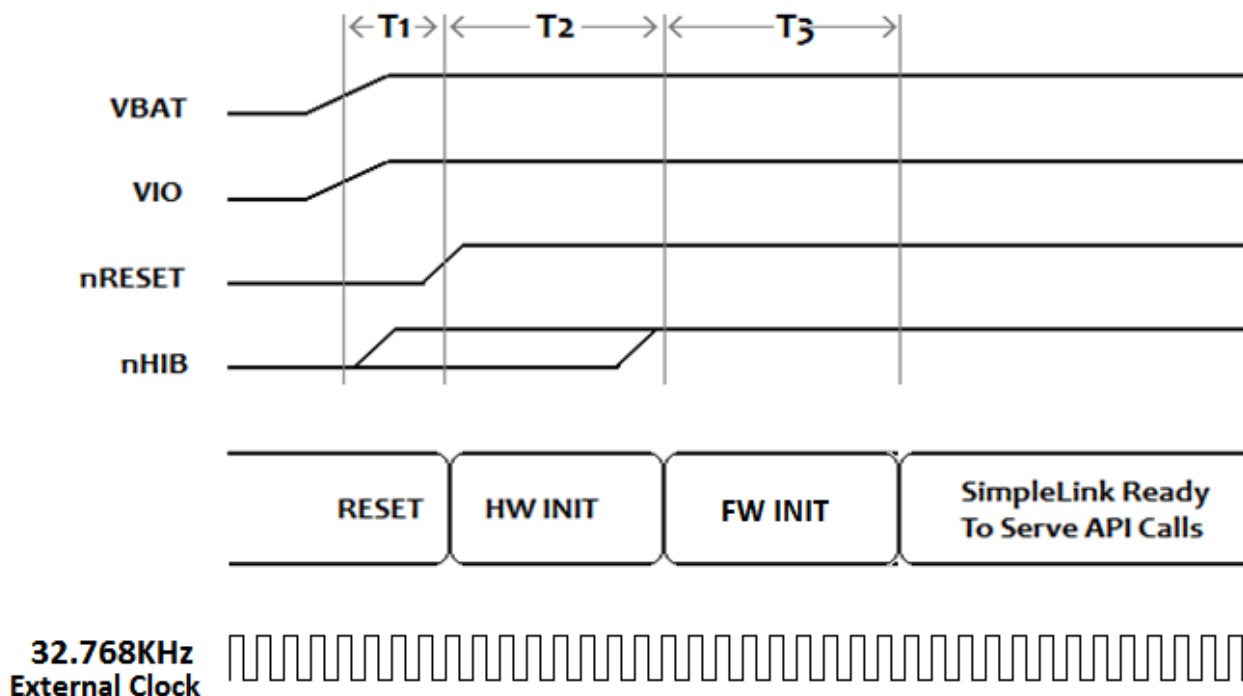 T1
T2
T3
VBAT
VIO
nRESET
nHIB
RESET
HW INIT
FW INIT
SimpleLink Ready
To Serve API Calls
32.768KHz
External Clock